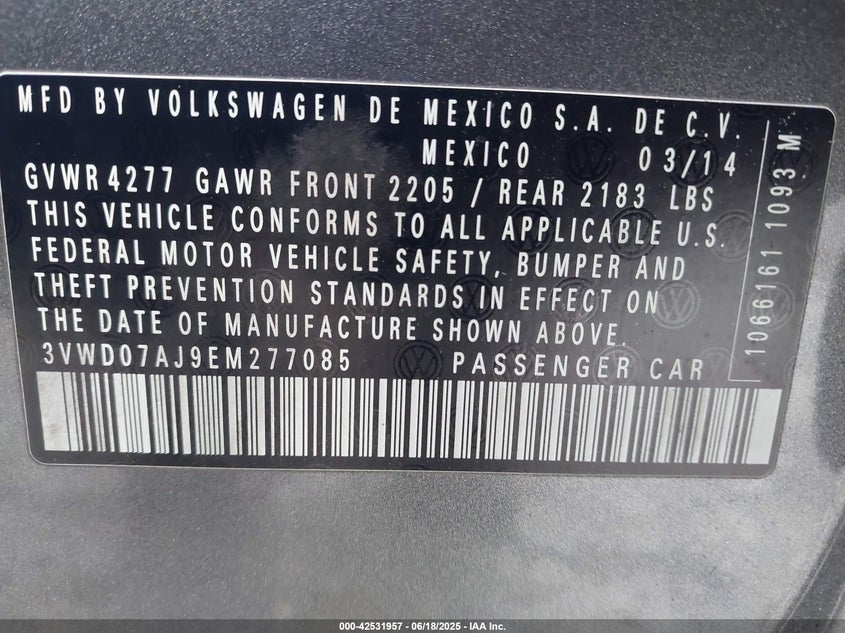 MFD BY VOLKSWAGEN DE MEXICO S.A. DE C.V.
MEXICO 03/14
GVWR 4277 GAWR FRONT 2205 / REAR 2183 LBS
THIS VEHICLE CONFORMS TO ALL APPLICABLE U.S.
FEDERAL MOTOR VEHICLE SAFETY, BUMPER AND
THEFT PREVENTION STANDARDS IN EFFECT ON
THE DATE OF MANUFACTURE SHOWN ABOVE.
3VWD07AJ9EM277085 PASSENGER CAR
1066161 1093 M
000-42531957 - 06/18/2025 - IAA Inc.